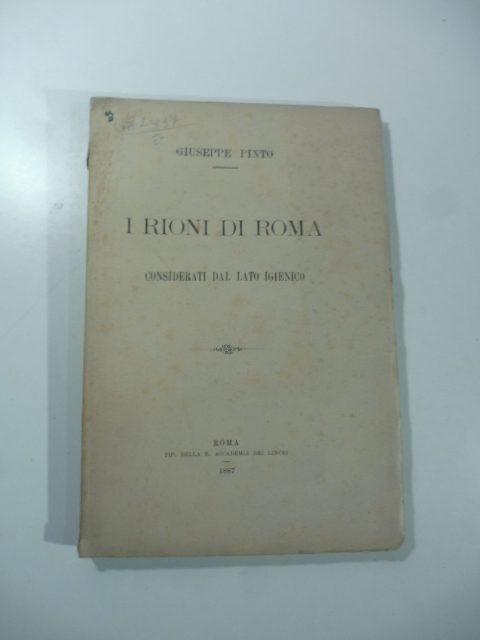 GIUSEPPE PINTO
I RIONI DI ROMA
CONSIDERATI DAL LATO IGIENICO
ROMA
TIP. DELLA R. ACCADEMIA DEI LINCEI
1887